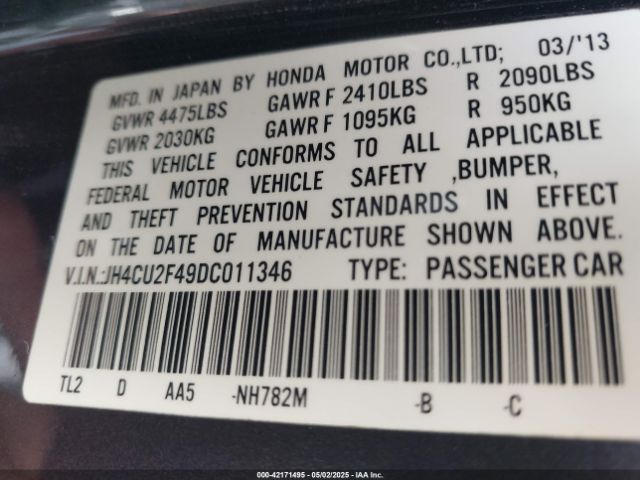 MFD. IN JAPAN BY HONDA MOTOR CO.,LTD; 03/'13
GVWR 4475LBS GAWR F 2410LBS R 2090LBS
GVWR 2030KG GAWR F 1095KG R 950KG
THIS VEHICLE CONFORMS TO ALL APPLICABLE
FEDERAL MOTOR VEHICLE SAFETY ,BUMPER,
AND THEFT PREVENTION STANDARDS IN EFFECT
ON THE DATE OF MANUFACTURE SHOWN ABOVE.
V.I.N.:JH4CU2F49DC011346 TYPE: PASSENGER CAR
TL2 D AA5 -NH782M -B -C
000-42171495 | 05/02/2025 | IAA Inc.